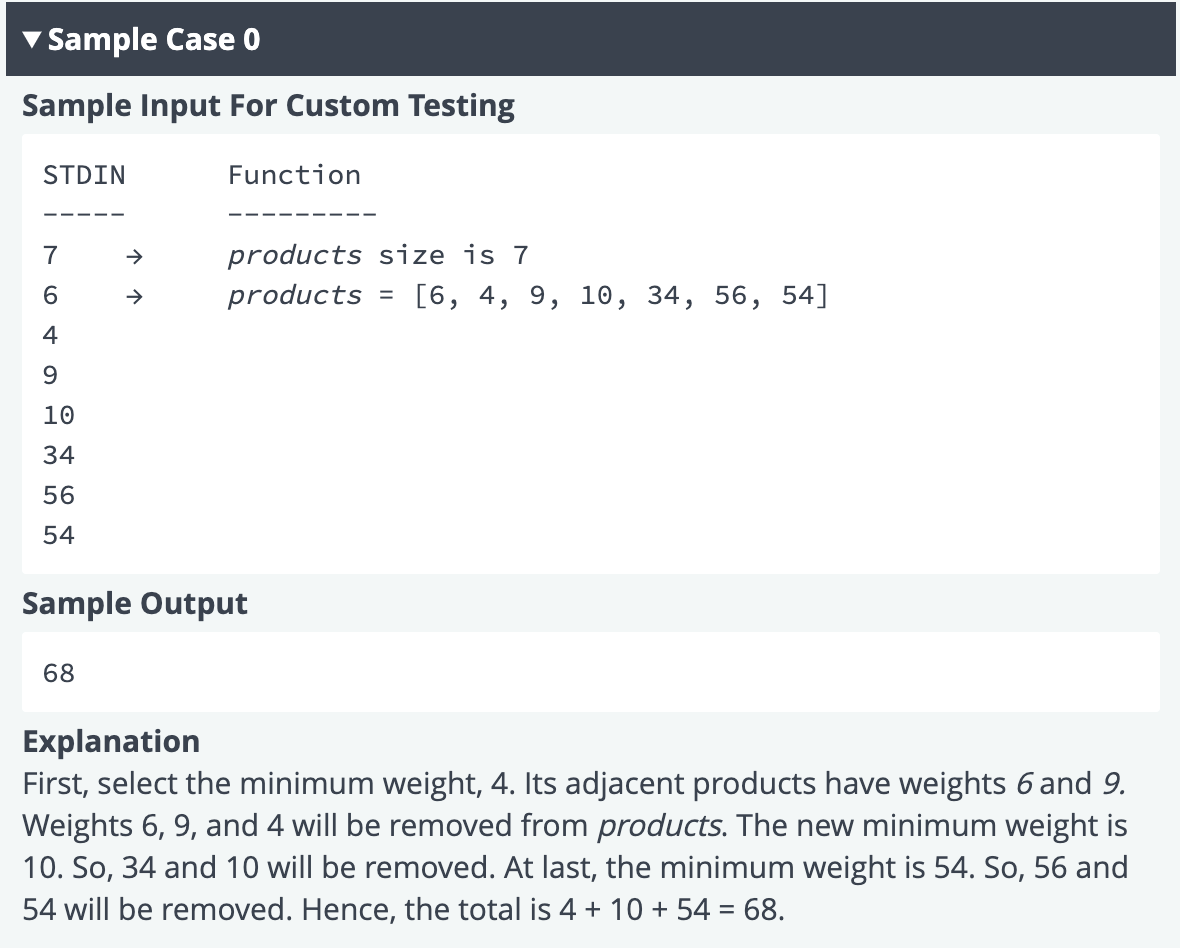 ▼ Sample Case 0
Sample Input For Custom Testing
STDIN      Function
-----      ---------
7    →     products size is 7
6    →     products = [6, 4, 9, 10, 34, 56, 54]
4
9
10
34
56
54
Sample Output
68
Explanation
First, select the minimum weight, 4. Its adjacent products have weights 6 and 9.
Weights 6, 9, and 4 will be removed from products. The new minimum weight is
10. So, 34 and 10 will be removed. At last, the minimum weight is 54. So, 56 and
54 will be removed. Hence, the total is 4 + 10 + 54 = 68.